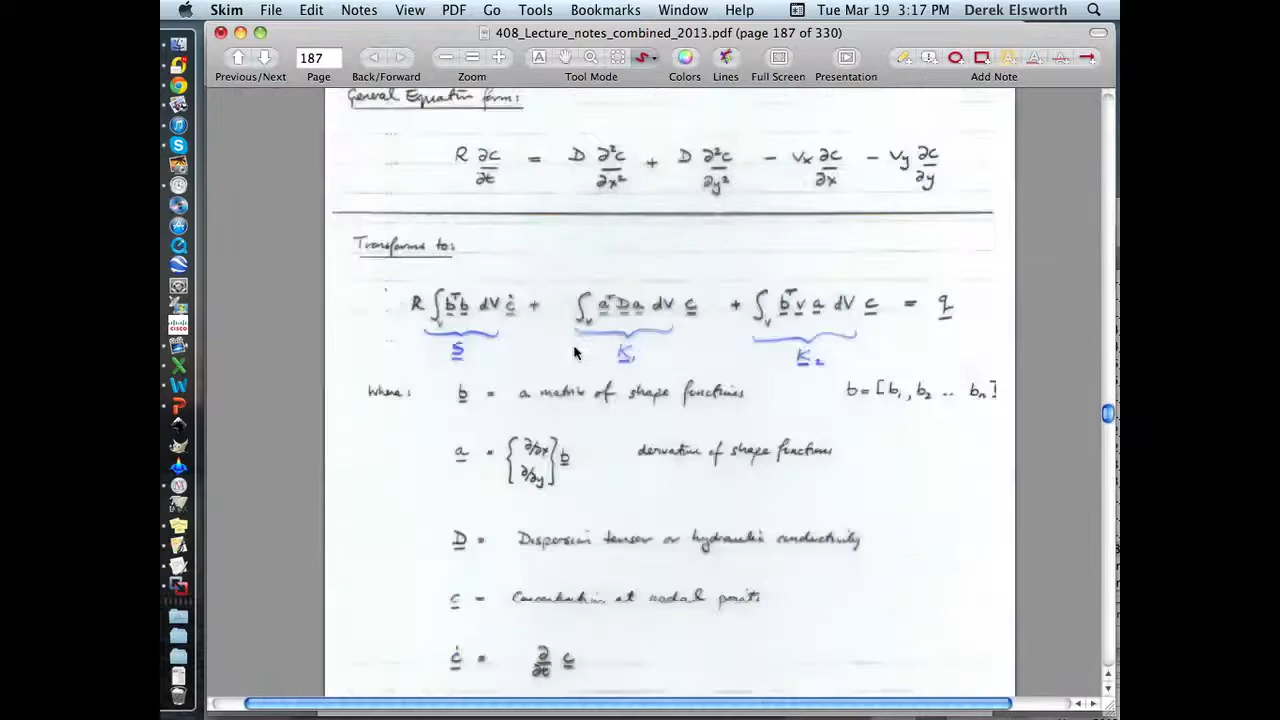 Skim File Edit Notes View PDF Go Tools Bookmarks Window Help Tue Mar 19 3:17 PM Derek Elsworth
408_Lecture_notes_combined_2013.pdf (page 187 of 330)
187
Previous/Next Page Back/Forward Zoom Tool Mode Colors Lines Full Screen Presentation Add Note
General Equation form:
R ∂c/∂t = D ∂²c/∂x² + D ∂²c/∂y² - Vx ∂c/∂x - Vy ∂c/∂y
Transforms to:
R ∫v bᵀb dV ċ + ∫v aᵀD a dV c + ∫v bᵀv a dV c = q
S K₁ K₂
Where: b = a matrix of shape functions b = [b₁, b₂ .. bn]
a = {∂/∂x ∂/∂y} b derivative of shape functions
D = Dispersion tensor or hydraulic conductivity
c = Concentration at nodal points
ċ = ∂/∂t c
CISCO